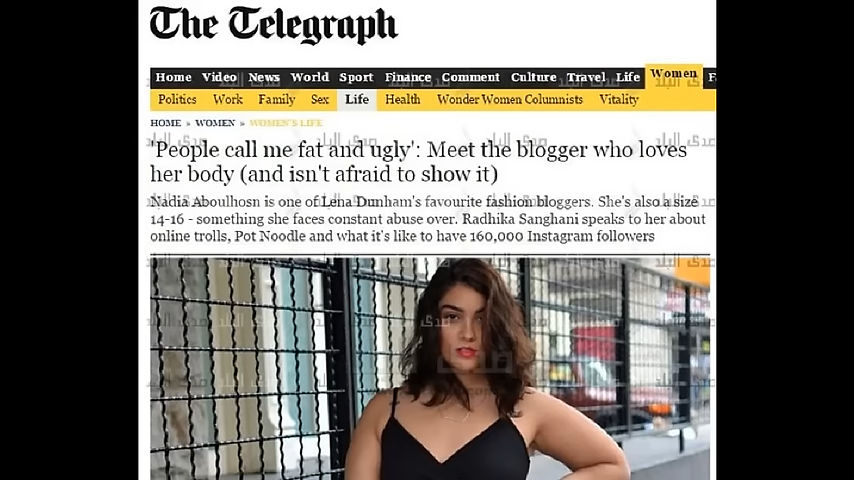 The Telegraph
Home Video News World Sport Finance Comment Culture Travel Life Women F
Politics Work Family Sex Life Health Wonder Women Columnists Vitality
HOME » WOMEN » WOMEN'S LIFE
'People call me fat and ugly': Meet the blogger who loves
her body (and isn't afraid to show it)
Nadia Aboulhosn is one of Lena Dunham's favourite fashion bloggers. She's also a size
14-16 - something she faces constant abuse over. Radhika Sanghani speaks to her about
online trolls, Pot Noodle and what it's like to have 160,000 Instagram followers
صدى البلد